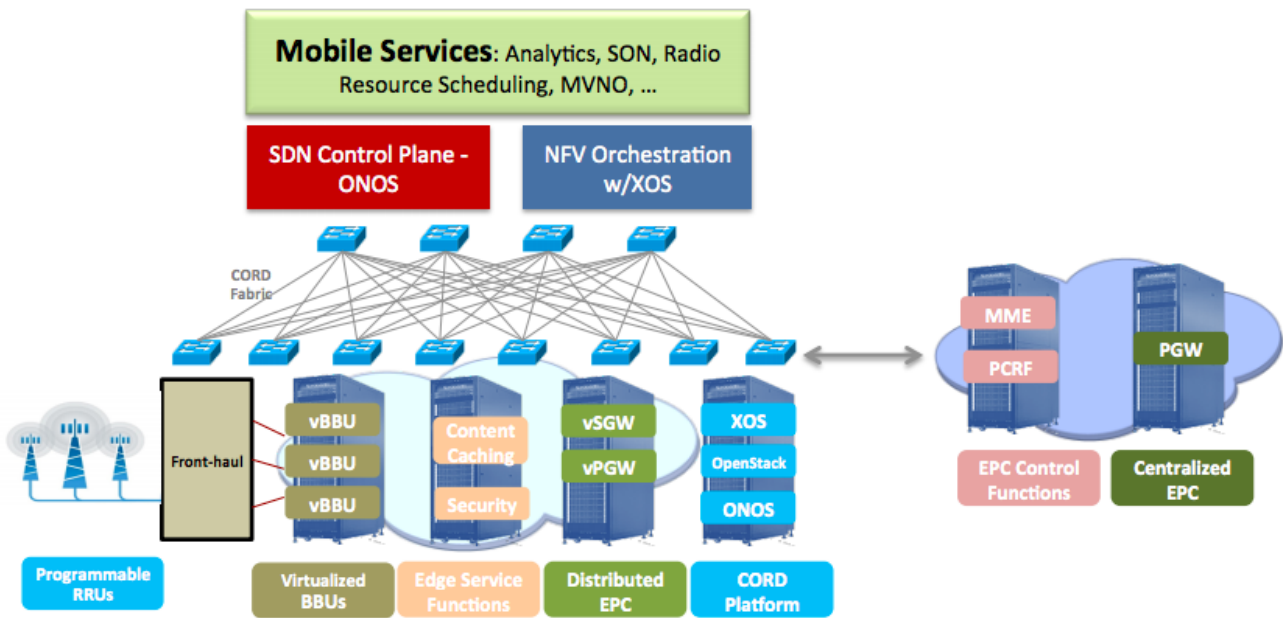 Mobile Services: Analytics, SON, Radio
Resource Scheduling, MVNO, ...
SDN Control Plane -
ONOS
NFV Orchestration
w/XOS
CORD
Fabric
MME
PCRF
PGW
Front-haul
vBBU
vBBU
vBBU
Content
Caching
Security
vSGW
vPGW
XOS
OpenStack
ONOS
EPC Control
Functions
Centralized
EPC
Programmable
RRUs
Virtualized
BBUs
Edge Service
Functions
Distributed
EPC
CORD
Platform